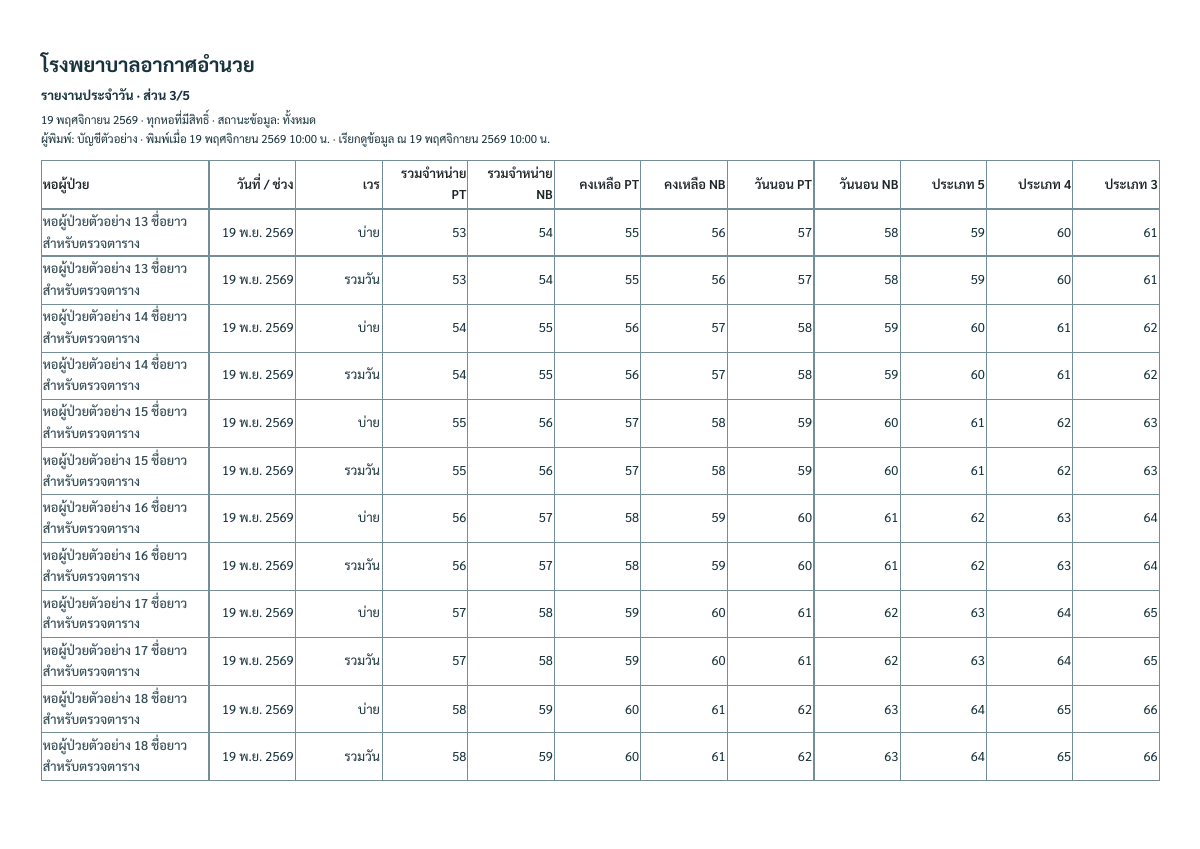 โรงพยาบาลอากาศอำนวย
รายงานประจำวัน · ส่วน 3/5
19 พฤศจิกายน 2569 · ทุกหอที่มีสิทธิ์ · สถานะข้อมูล: ทั้งหมด
ผู้พิมพ์: บัญชีตัวอย่าง · พิมพ์เมื่อ 19 พฤศจิกายน 2569 10:00 น. · เรียกดูข้อมูล ณ 19 พฤศจิกายน 2569 10:00 น.
หอผู้ป่วย วันที่ / ช่วง เวร รวมจำหน่าย PT รวมจำหน่าย NB คงเหลือ PT คงเหลือ NB วันนอน PT วันนอน NB ประเภท 5 ประเภท 4 ประเภท 3
หอผู้ป่วยตัวอย่าง 13 ชื่อยาว
สำหรับตรวจตาราง 19 พ.ย. 2569 บ่าย 53 54 55 56 57 58 59 60 61
หอผู้ป่วยตัวอย่าง 13 ชื่อยาว
สำหรับตรวจตาราง 19 พ.ย. 2569 รวมวัน 53 54 55 56 57 58 59 60 61
หอผู้ป่วยตัวอย่าง 14 ชื่อยาว
สำหรับตรวจตาราง 19 พ.ย. 2569 บ่าย 54 55 56 57 58 59 60 61 62
หอผู้ป่วยตัวอย่าง 14 ชื่อยาว
สำหรับตรวจตาราง 19 พ.ย. 2569 รวมวัน 54 55 56 57 58 59 60 61 62
หอผู้ป่วยตัวอย่าง 15 ชื่อยาว
สำหรับตรวจตาราง 19 พ.ย. 2569 บ่าย 55 56 57 58 59 60 61 62 63
หอผู้ป่วยตัวอย่าง 15 ชื่อยาว
สำหรับตรวจตาราง 19 พ.ย. 2569 รวมวัน 55 56 57 58 59 60 61 62 63
หอผู้ป่วยตัวอย่าง 16 ชื่อยาว
สำหรับตรวจตาราง 19 พ.ย. 2569 บ่าย 56 57 58 59 60 61 62 63 64
หอผู้ป่วยตัวอย่าง 16 ชื่อยาว
สำหรับตรวจตาราง 19 พ.ย. 2569 รวมวัน 56 57 58 59 60 61 62 63 64
หอผู้ป่วยตัวอย่าง 17 ชื่อยาว
สำหรับตรวจตาราง 19 พ.ย. 2569 บ่าย 57 58 59 60 61 62 63 64 65
หอผู้ป่วยตัวอย่าง 17 ชื่อยาว
สำหรับตรวจตาราง 19 พ.ย. 2569 รวมวัน 57 58 59 60 61 62 63 64 65
หอผู้ป่วยตัวอย่าง 18 ชื่อยาว
สำหรับตรวจตาราง 19 พ.ย. 2569 บ่าย 58 59 60 61 62 63 64 65 66
หอผู้ป่วยตัวอย่าง 18 ชื่อยาว
สำหรับตรวจตาราง 19 พ.ย. 2569 รวมวัน 58 59 60 61 62 63 64 65 66